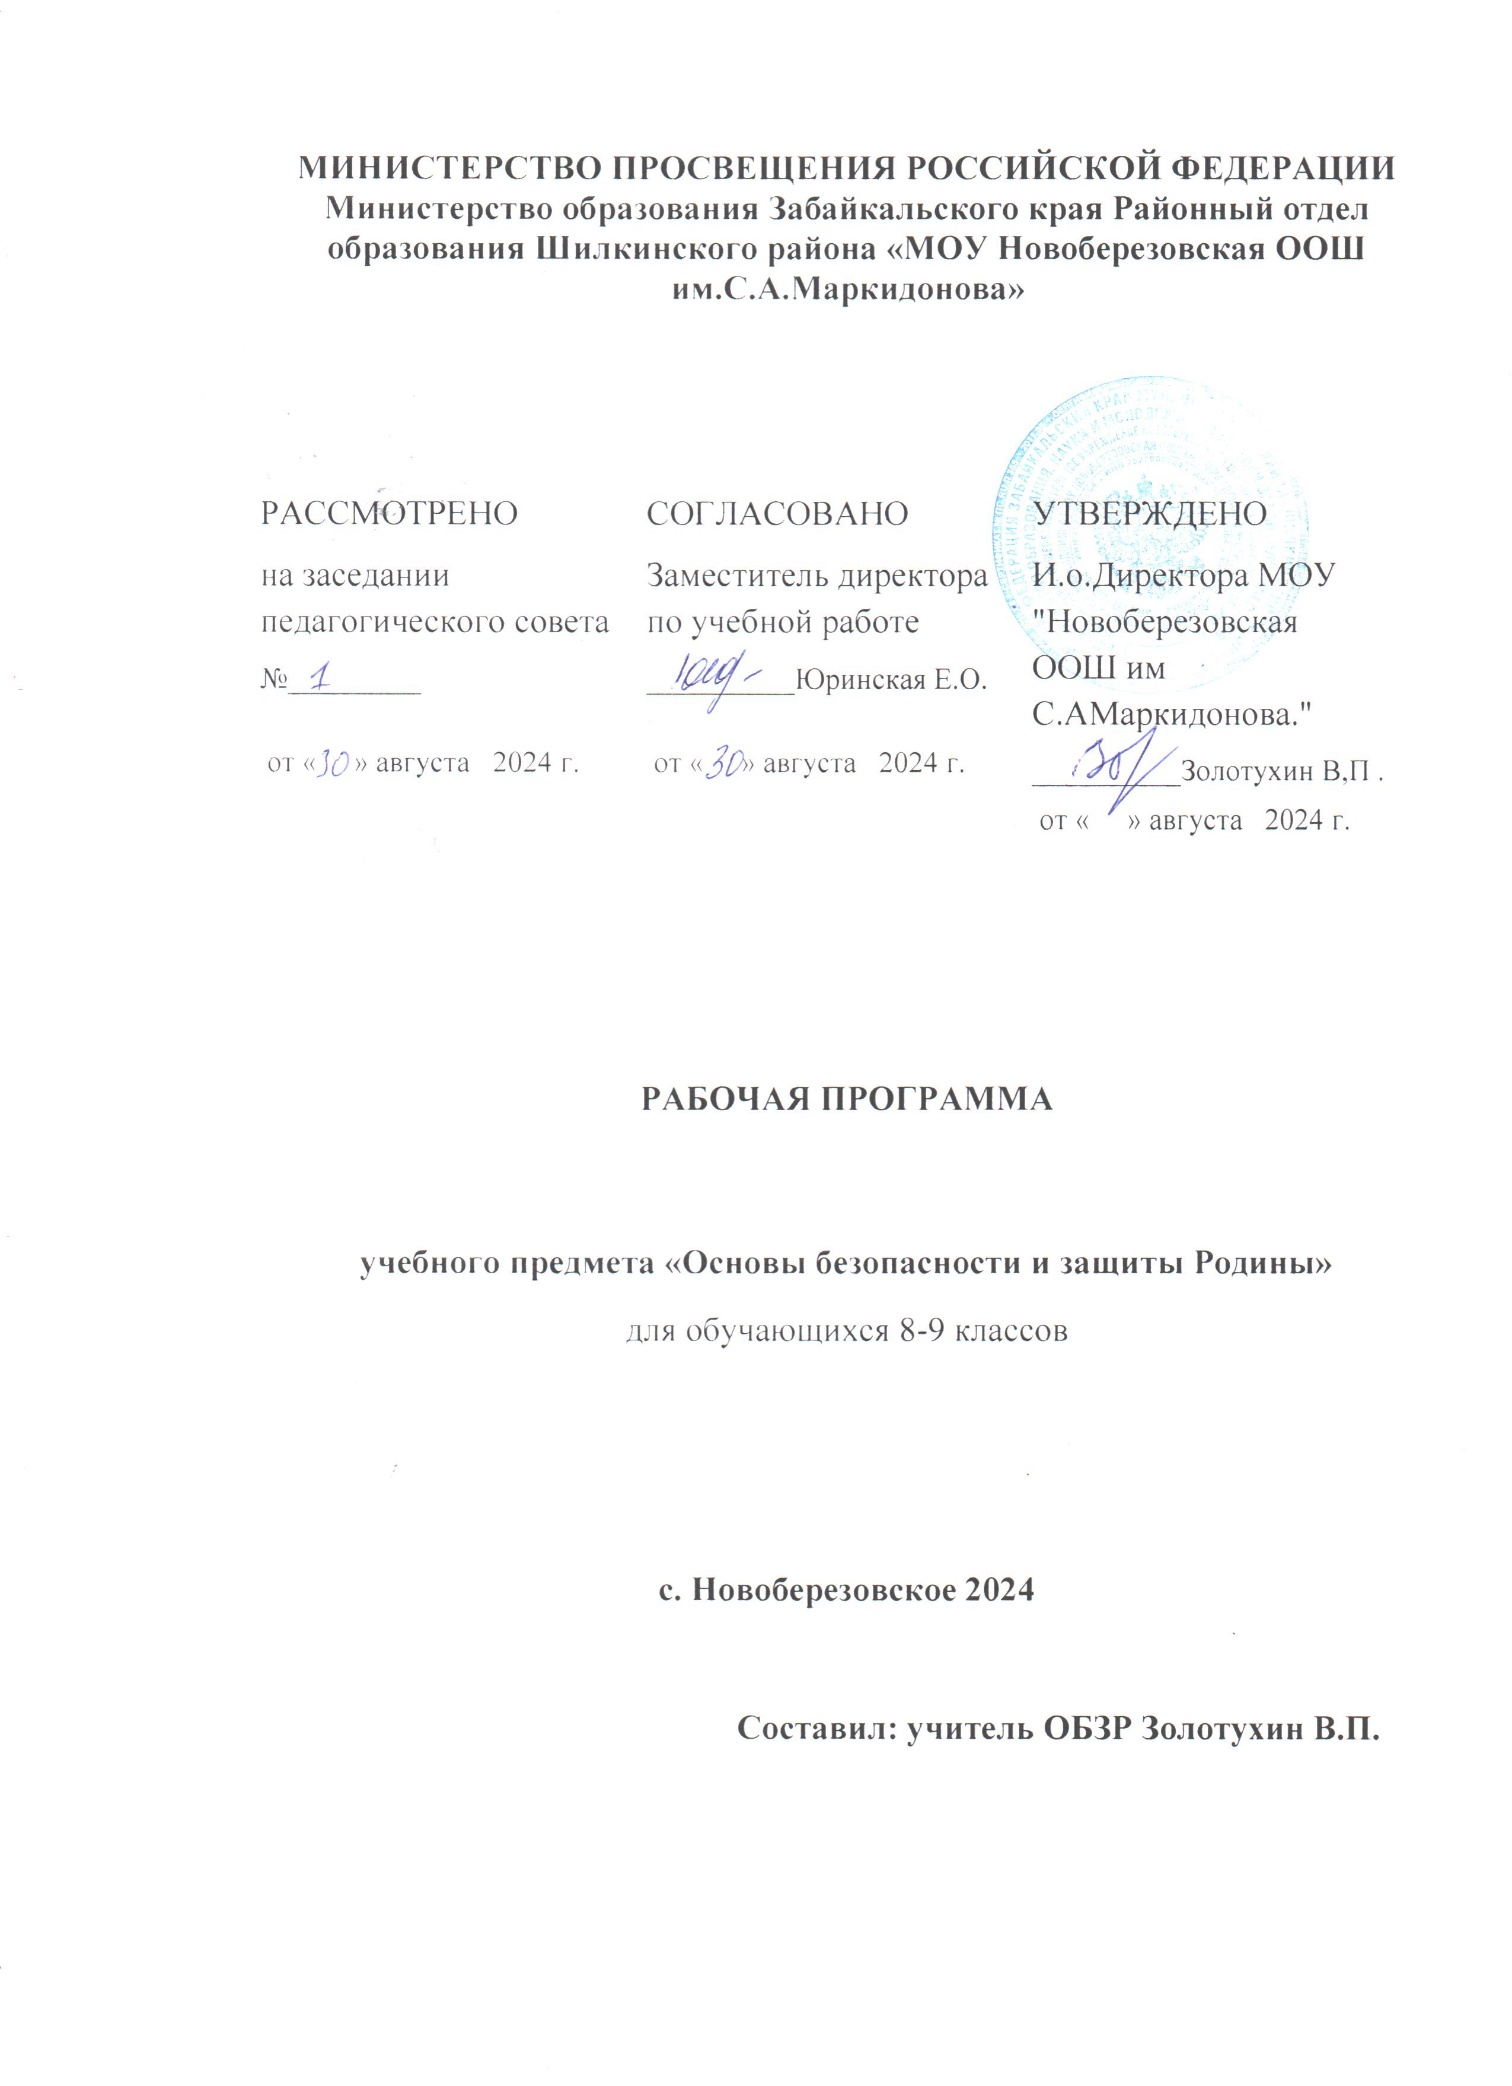 МИНИСТЕРСТВО ПРОСВЕЩЕНИЯ РОССИЙСКОЙ ФЕДЕРАЦИИ
Министерство образования Забайкальского края Районный отдел
образования Шилкинского района «МОУ Новоберезовская ООШ
им.С.А.Маркидонова»
РАССМОТРЕНО
на заседании
педагогического совета
№ 1
от «30» августа 2024 г.
СОГЛАСОВАНО
Заместитель директора
по учебной работе
__________Юринская Е.О.
от «30» августа 2024 г.
УТВЕРЖДЕНО
И.о.Директора МОУ
"Новоберезовская
ООШ им
С.АМаркидонова."
__________Золотухин В,П .
от « » августа 2024 г.
РАБОЧАЯ ПРОГРАММА
учебного предмета «Основы безопасности и защиты Родины»
для обучающихся 8-9 классов
с. Новоберезовское 2024
Составил: учитель ОБЗР Золотухин В.П.